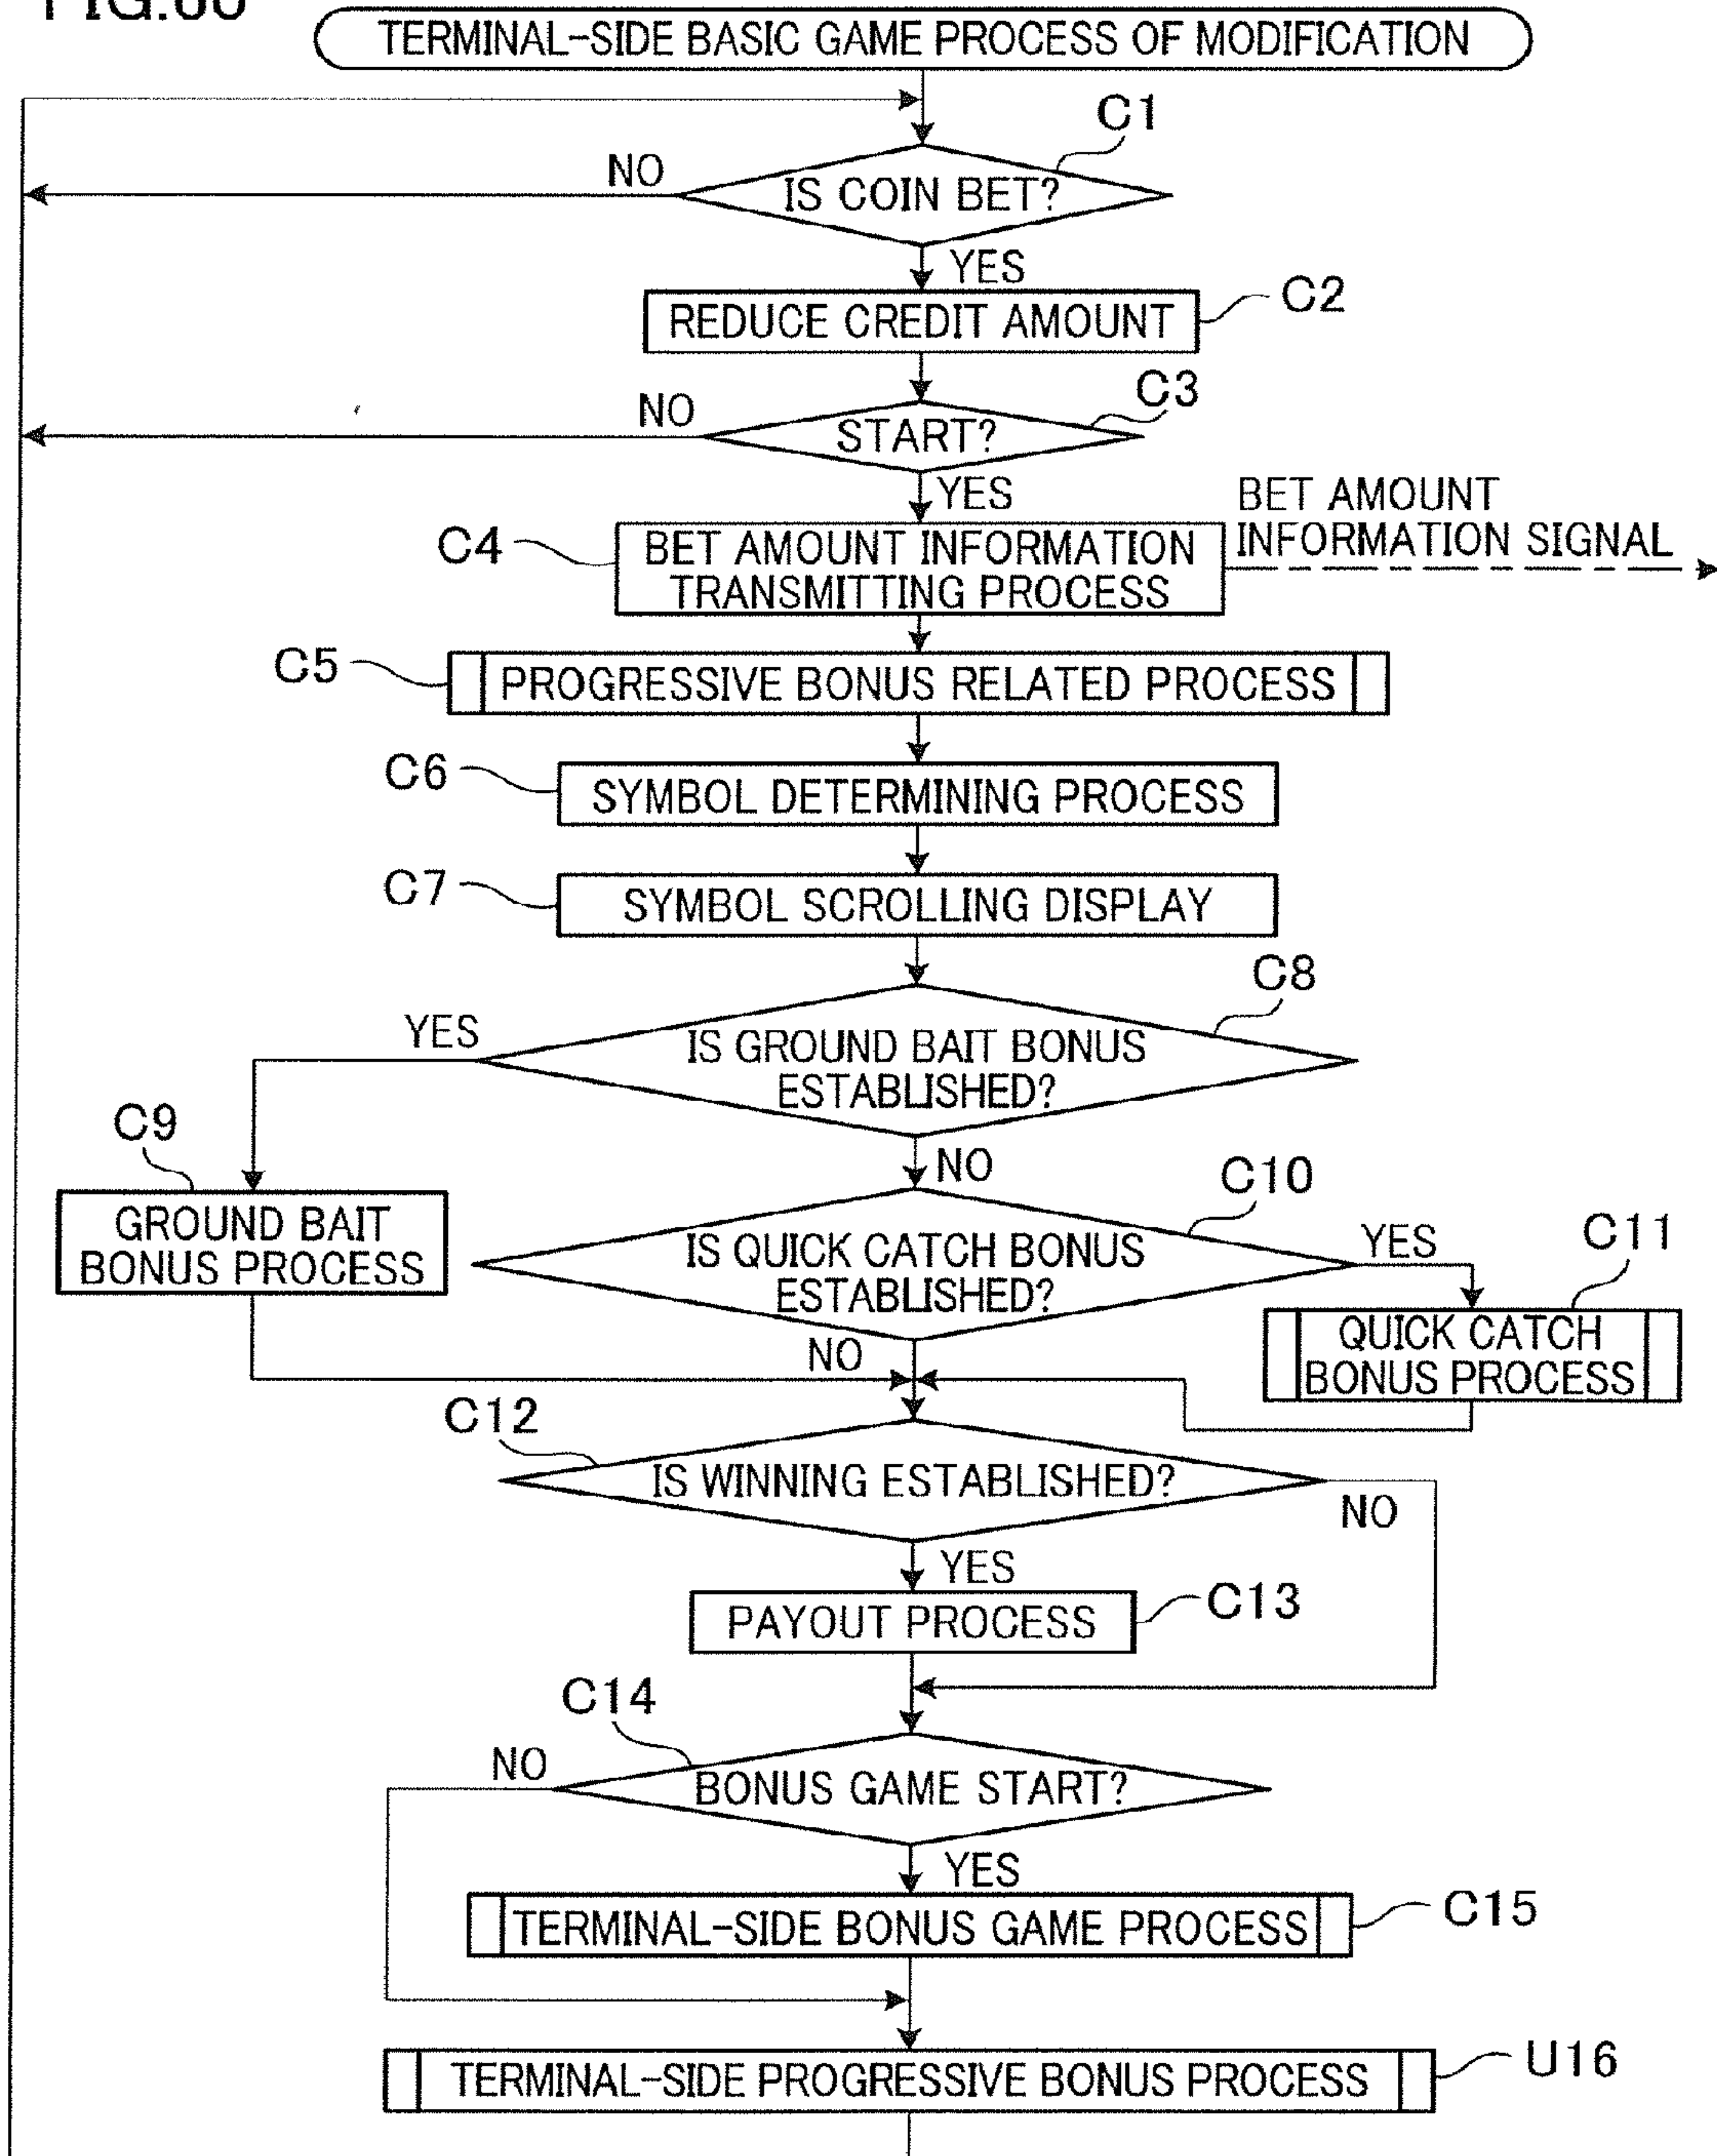 TERMINAL-SIDE BASIC GAME PROCESS OF MODIFICATION
C1
NO
IS COIN BET?
YES
REDUCE CREDIT AMOUNT
C2
C3
NO
START?
YES
BET AMOUNT
INFORMATION SIGNAL
C4
BET AMOUNT INFORMATION
TRANSMITTING PROCESS
C5
PROGRESSIVE BONUS RELATED PROCESS
C6
SYMBOL DETERMINING PROCESS
C7
SYMBOL SCROLLING DISPLAY
C8
YES
IS GROUND BAIT BONUS
ESTABLISHED?
C9
NO
GROUND BAIT
BONUS PROCESS
C10
IS QUICK CATCH BONUS
ESTABLISHED?
YES
C11
QUICK CATCH
BONUS PROCESS
NO
C12
IS WINNING ESTABLISHED?
NO
YES
PAYOUT PROCESS
C13
C14
NO
BONUS GAME START?
YES
TERMINAL-SIDE BONUS GAME PROCESS
C15
TERMINAL-SIDE PROGRESSIVE BONUS PROCESS
U16